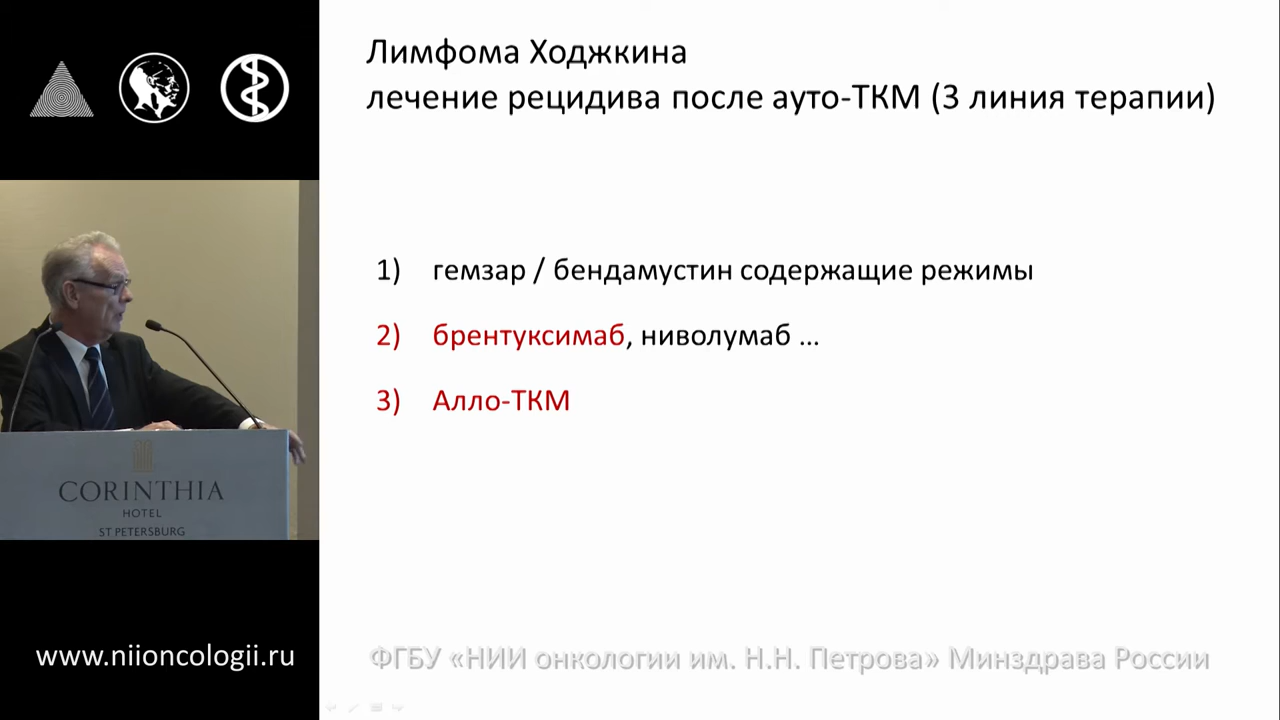 Лимфома Ходжкина
лечение рецидива после ауто-ТКМ (3 линия терапии)
1) гемзар / бендамустин содержащие режимы
2) брентуксимаб, ниволумаб ...
3) Алло-ТКМ
CORINTHIA
HOTEL
ST PETERSBURG
www.niioncologii.ru
ФГБУ «НИИ онкологии им. Н.Н. Петрова» Минздрава России